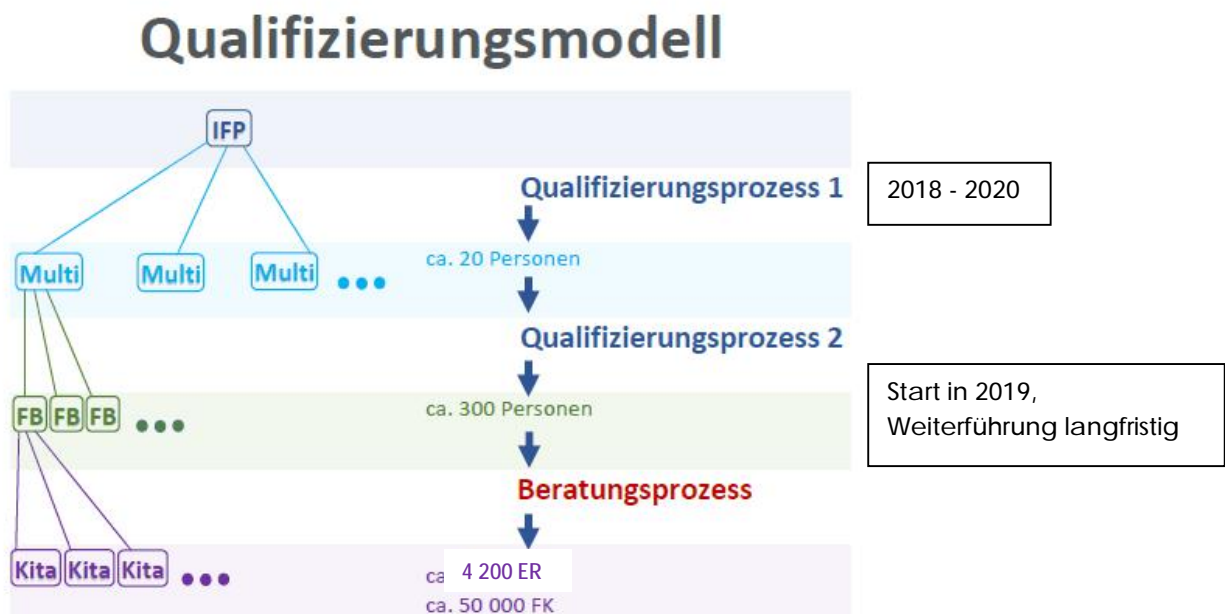 Qualifizierungsmodell
IFP
Qualifizierungsprozess 1
2018 - 2020
Multi Multi Multi ...
ca. 20 Personen
Qualifizierungsprozess 2
FB FB FB ...
ca. 300 Personen
Start in 2019,
Weiterführung langfristig
Beratungsprozess
Kita Kita Kita ...
ca 4 200 ER
ca. 50 000 FK